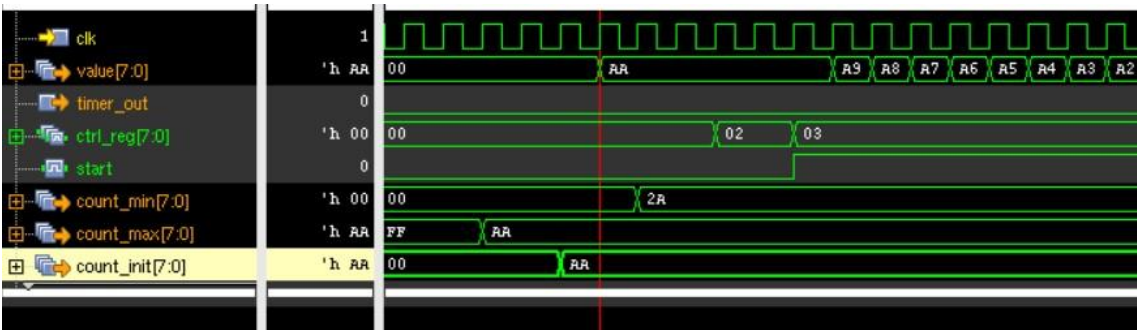 clk 1
value[7:0] 'h AA 00 AA A9 A8 A7 A6 A5 A4 A3 A2
timer_out 0
ctrl_reg[7:0] 'h 00 00 02 03
start 0
count_min[7:0] 'h 00 00 2A
count_max[7:0] 'h AA FF AA
count_init[7:0] 'h AA 00 AA